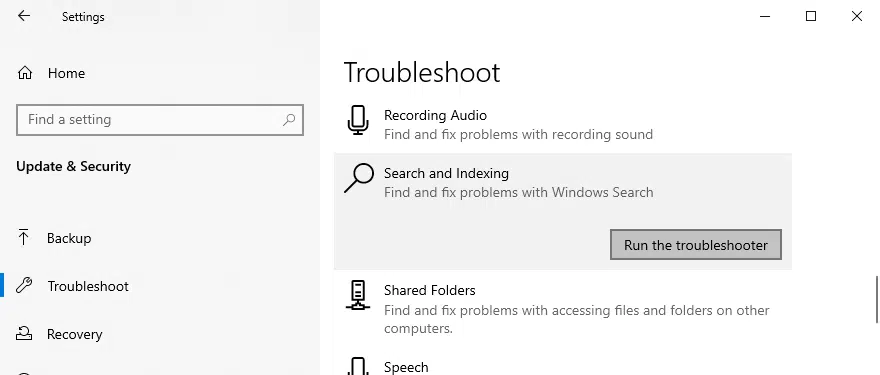 Settings
Home
Find a setting
Update & Security
Backup
Troubleshoot
Recovery
Troubleshoot
Recording Audio
Find and fix problems with recording sound
Search and Indexing
Find and fix problems with Windows Search
Run the troubleshooter
Shared Folders
Find and fix problems with accessing files and folders on other
computers.
Speech